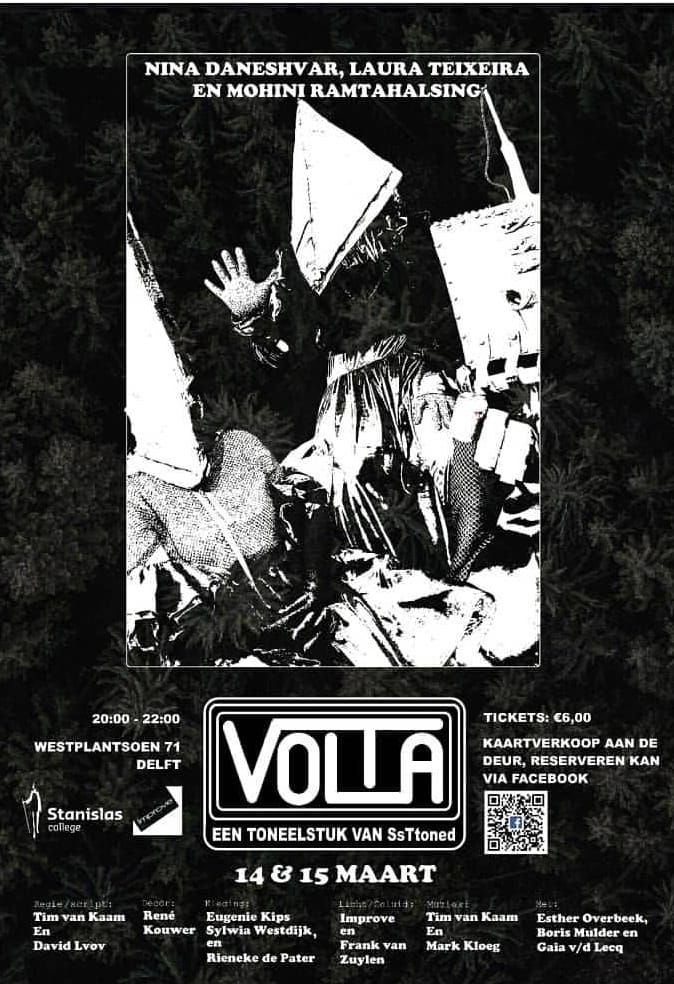 NINA DANESHVAR, LAURA TEIXEIRA
EN MOHINI RAMTAHALSING
20:00 - 22:00
WESTPLANTSOEN 71
DELFT
Stanislas
college
improve
VOLTA
EEN TONEELSTUK VAN SsTtoned
TICKETS: €6,00
KAARTVERKOOP AAN DE
DEUR, RESERVEREN KAN
VIA FACEBOOK
14 & 15 MAART
Regie/script:
Tim van Kaam
En
David Lvov
Decor:
René
Kouwer
Kleding:
Eugenie Kips
Sylwia Westdijk,
en
Rieneke de Pater
Licht/Geluid:
Improve
en
Frank van
Zuylen
Muziek:
Tim van Kaam
En
Mark Kloeg
Met:
Esther Overbeek,
Boris Mulder en
Gaia v/d Lecq